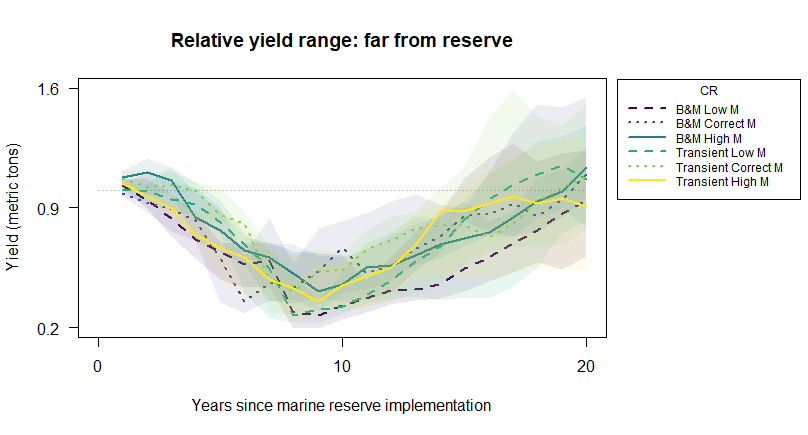 Relative yield range: far from reserve
Yield (metric tons)
1.6
0.9
0.2
0
10
20
Years since marine reserve implementation
CR
B&M Low M
B&M Correct M
B&M High M
Transient Low M
Transient Correct M
Transient High M